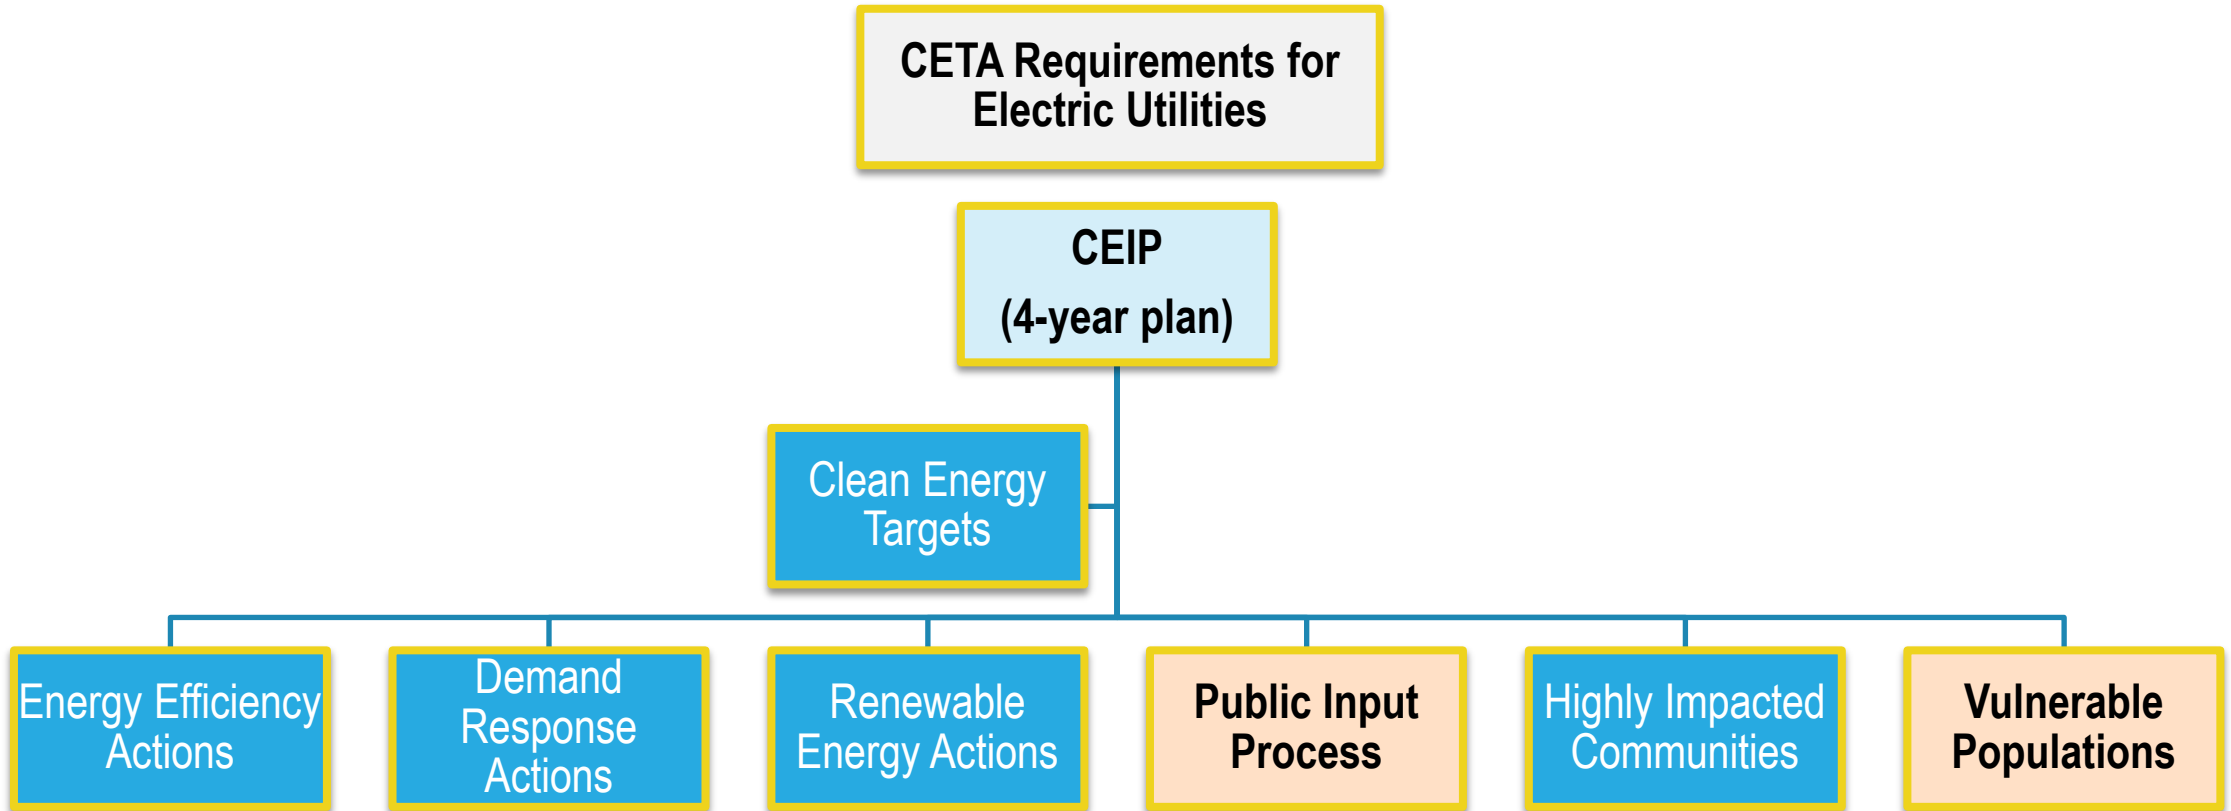 CETA Requirements for
Electric Utilities
CEIP
(4-year plan)
Clean Energy
Targets
Energy Efficiency
Actions
Demand
Response
Actions
Renewable
Energy Actions
Public Input
Process
Highly Impacted
Communities
Vulnerable
Populations